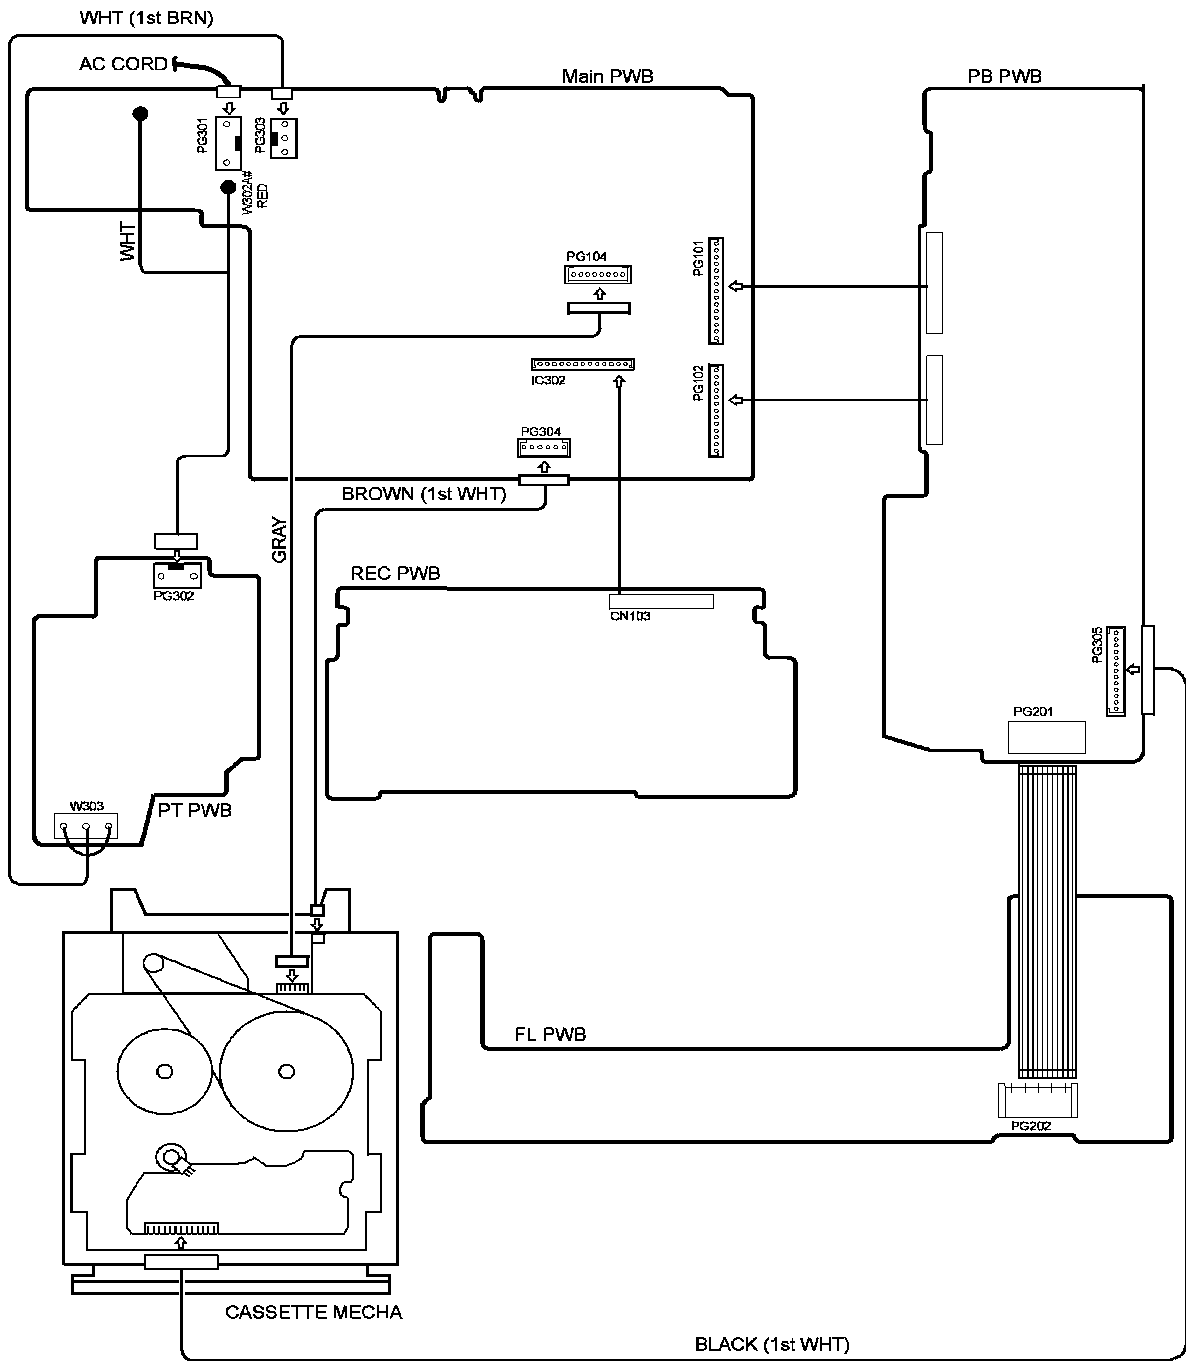 WHT (1st BRN)
AC CORD
Main PWB
PB PWB
PG301
PG303
W302A#
RED
WHT
PG104
PG101
IC302
PG102
PG304
BROWN (1st WHT)
GRAY
REC PWB
CN103
PG302
PG305
PG201
W303
PT PWB
FL PWB
PG202
CASSETTE MECHA
BLACK (1st WHT)